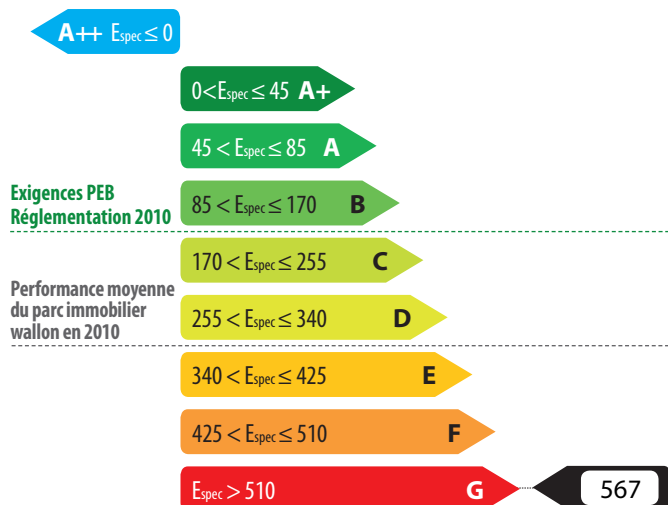 A++ Espec ≤ 0
0<Espec ≤ 45 A+
45 < Espec ≤ 85 A
Exigences PEB
Réglementation 2010
85 < Espec ≤ 170 B
170 < Espec ≤ 255 C
Performance moyenne
du parc immobilier
wallon en 2010
255 < Espec ≤ 340 D
340 < Espec ≤ 425 E
425 < Espec ≤ 510 F
Espec > 510 G 567